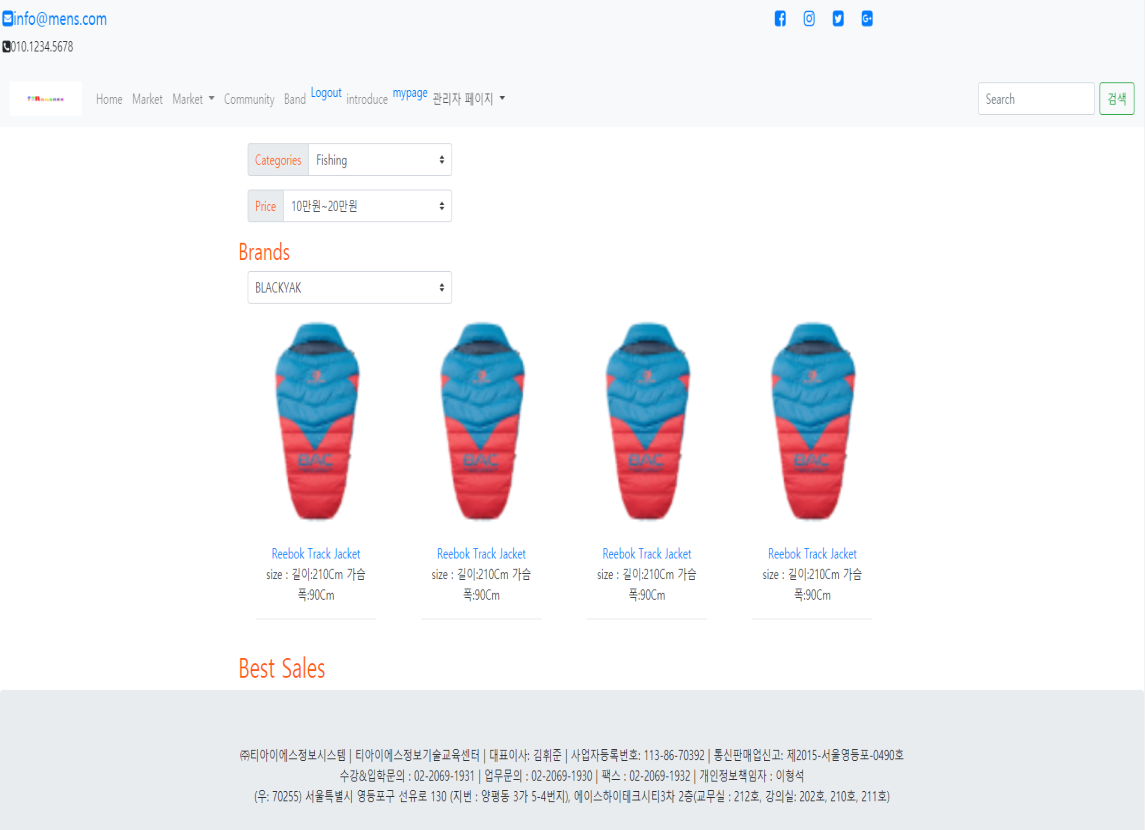 info@mens.com
010.1234.5678
Home Market Market Community Band Logout introduce mypage 관리자 페이지 Search 검색
Categories Fishing
Price 10만원~20만원
Brands
BLACKYAK
BAC BAC BAC BAC
Reebok Track Jacket Reebok Track Jacket Reebok Track Jacket Reebok Track Jacket
size : 길이:210Cm 가슴 size : 길이:210Cm 가슴 size : 길이:210Cm 가슴 size : 길이:210Cm 가슴
폭:90Cm 폭:90Cm 폭:90Cm 폭:90Cm
Best Sales
㈜티아이에스정보시스템 | 티아이에스정보기술교육센터 | 대표이사: 김휘준 | 사업자등록번호: 113-86-70392 | 통신판매업신고: 제2015-서울영등포-0490호
수강&입학문의 : 02-2069-1931 | 업무문의 : 02-2069-1930 | 팩스 : 02-2069-1932 | 개인정보책임자 : 이형석
(우: 70255) 서울특별시 영등포구 선유로 130 (지번 : 양평동 3가 5-4번지), 에이스하이테크시티3차 2층(교무실 : 212호, 강의실: 202호, 210호, 211호)